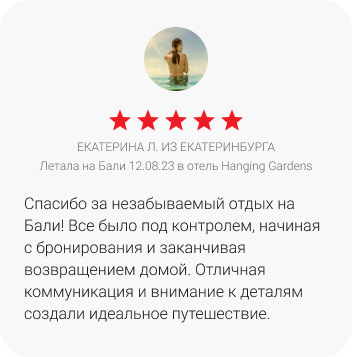 ЕКАТЕРИНА Л. ИЗ ЕКАТЕРИНБУРГА
Летала на Бали 12.08.23 в отель Hanging Gardens
Спасибо за незабываемый отдых на
Бали! Все было под контролем, начиная
с бронирования и заканчивая
возвращением домой. Отличная
коммуникация и внимание к деталям
создали идеальное путешествие.